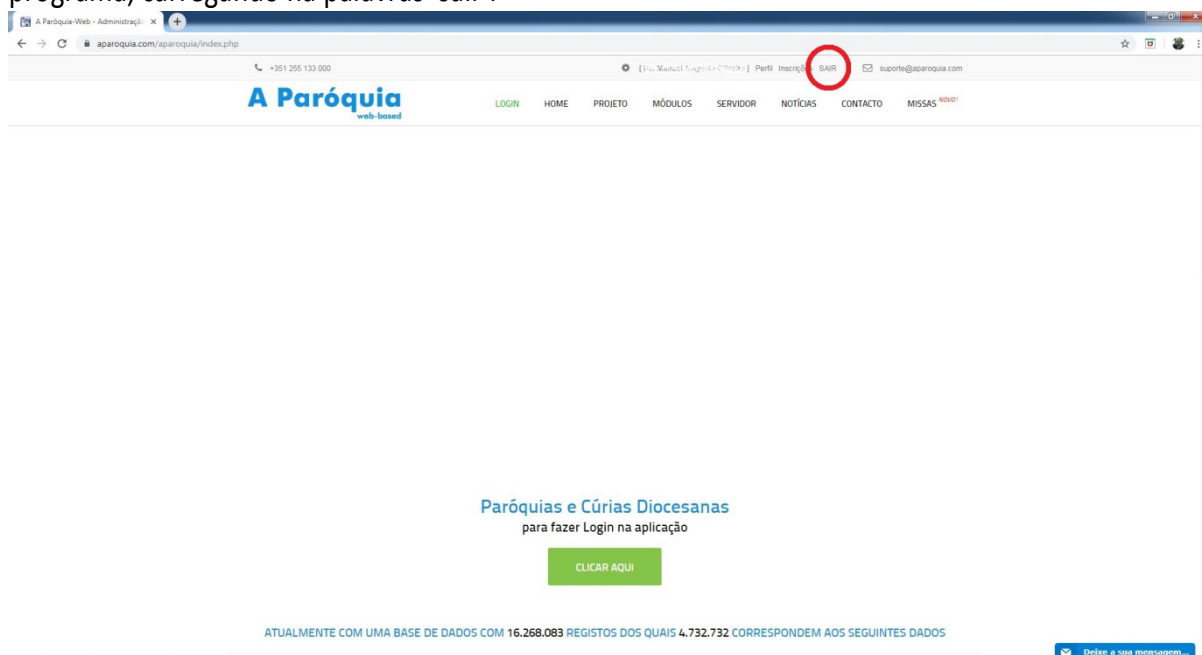 programa, carregando na palavras 'sair'.
A Paróquia-Web - Administraçã
aparoquia.com/aparoquia/index.php
+351 255 133 000
Perfil Inscrições SAIR
suporte@aparoquia.com
A Paróquia
web-based
LOGIN HOME PROJETO MÓDULOS SERVIDOR NOTÍCIAS CONTACTO MISSAS NOVO!
Paróquias e Cúrias Diocesanas
para fazer Login na aplicação
CLICAR AQUI
ATUALMENTE COM UMA BASE DE DADOS COM 16.268.083 REGISTOS DOS QUAIS 4.732.732 CORRESPONDEM AOS SEGUINTES DADOS
Deixe a sua mensagem...